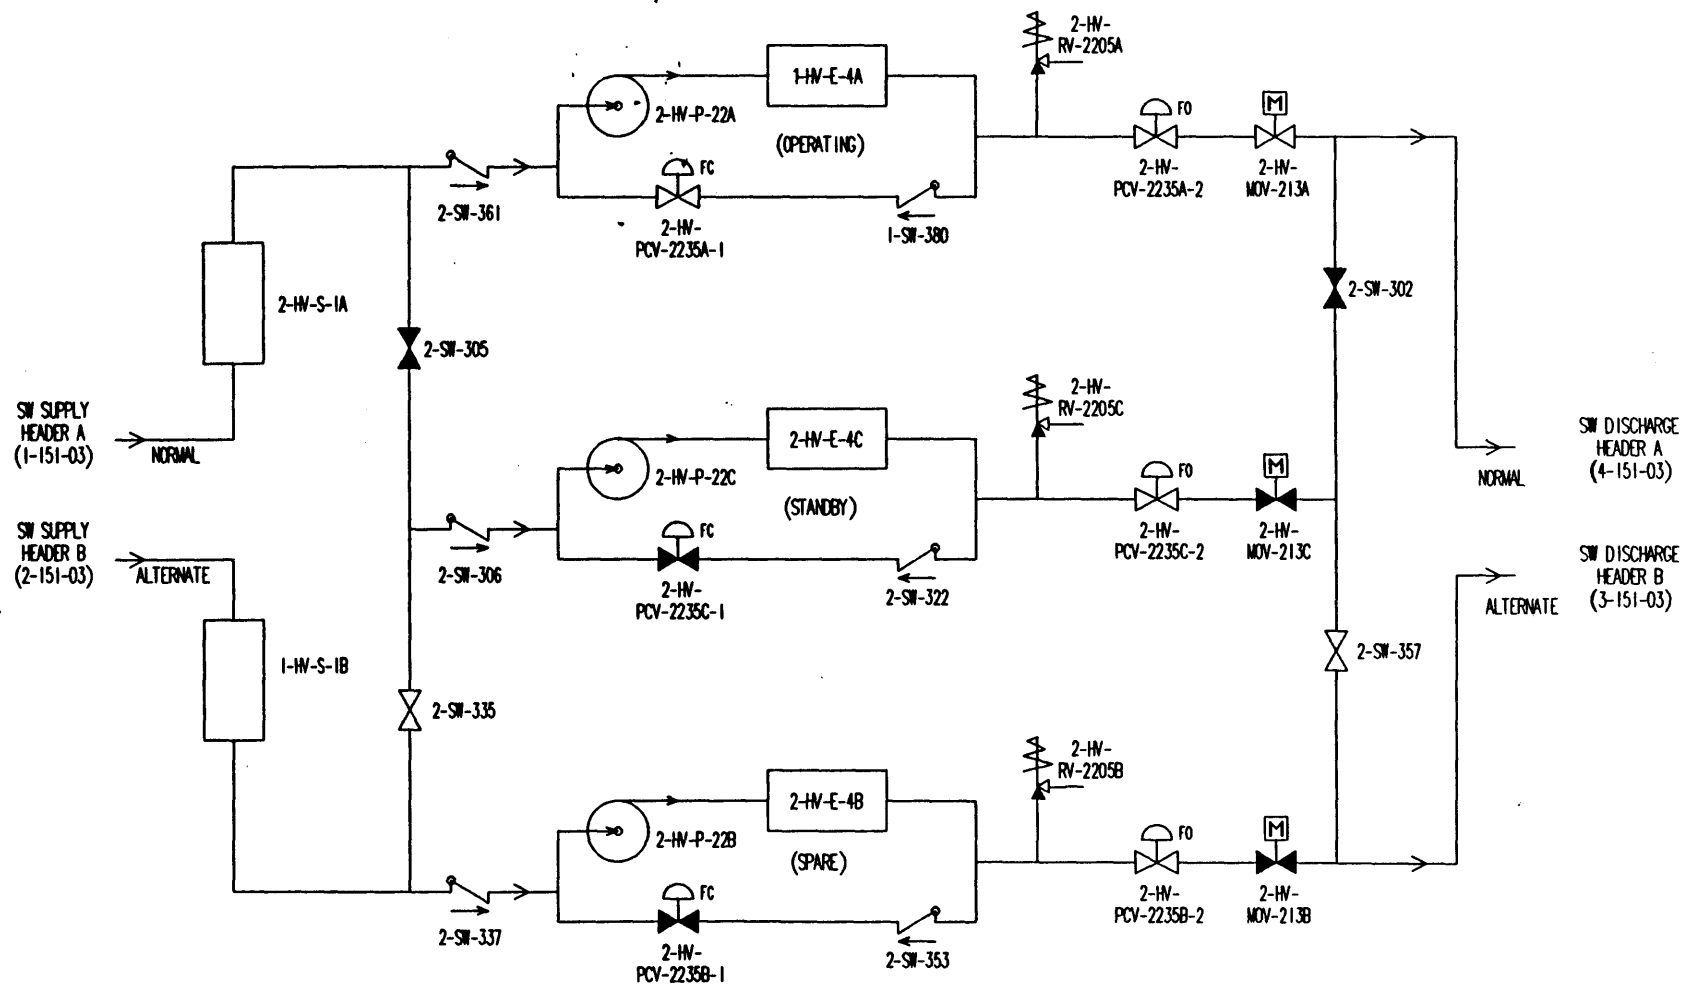 2-HV-
RV-2205A
1-HV-E-4A
2-HV-P-22A
(OPERATING)
FO
M
2-HV-
PCV-2235A-2
2-HV-
MOV-213A
FC
2-SW-361
2-HV-
PCV-2235A-1
1-SW-380
2-HV-S-1A
2-SW-302
2-SW-305
SW SUPPLY
HEADER A
(1-151-03)
NORMAL
2-HV-
RV-2205C
2-HV-E-4C
2-HV-P-22C
(STANDBY)
FO
M
2-HV-
PCV-2235C-2
2-HV-
MOV-213C
SW DISCHARGE
HEADER A
(4-151-03)
NORMAL
SW SUPPLY
HEADER B
(2-151-03)
ALTERNATE
FC
2-SW-306
2-HV-
PCV-2235C-1
2-SW-322
SW DISCHARGE
HEADER B
(3-151-03)
ALTERNATE
1-HV-S-1B
2-SW-357
2-SW-335
2-HV-
RV-2205B
2-HV-E-4B
2-HV-P-22B
(SPARE)
FO
M
2-HV-
PCV-2235B-2
2-HV-
MOV-213B
FC
2-SW-337
2-HV-
PCV-2235B-1
2-SW-353